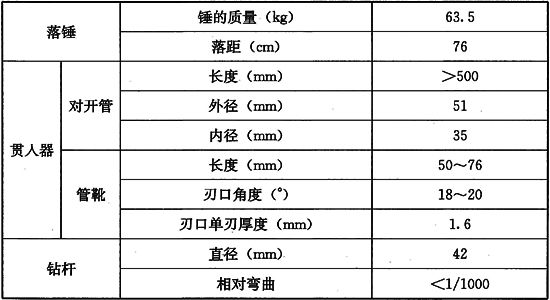 落锤 锤的质量（kg） 63.5
落距（cm） 76
贯入器 对开管 长度（mm） ＞500
外径（mm） 51
内径（mm） 35
管靴 长度（mm） 50～76
刃口角度（°） 18～20
刃口单刃厚度（mm） 1.6
钻杆 直径（mm） 42
相对弯曲 ＜1/1000